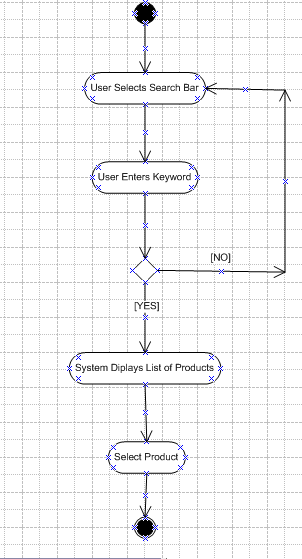 User Selects Search Bar
User Enters Keyword
[NO]
[YES]
System Diplays List of Products
Select Product